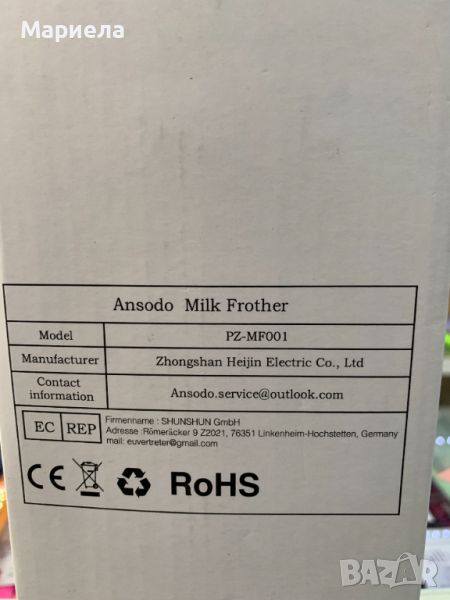 Мариела
Ansodo Milk Frother
Model PZ-MF001
Manufacturer Zhongshan Heijin Electric Co., Ltd
Contact information Ansodo.service@outlook.com
EC REP
Firmenname : SHUNSHUN GmbH
Adresse :Römeräcker 9 Z2021, 76351 Linkenheim-Hochstetten, Germany
mail: euvertreter@gmail.com
CE RoHS
BAZAR